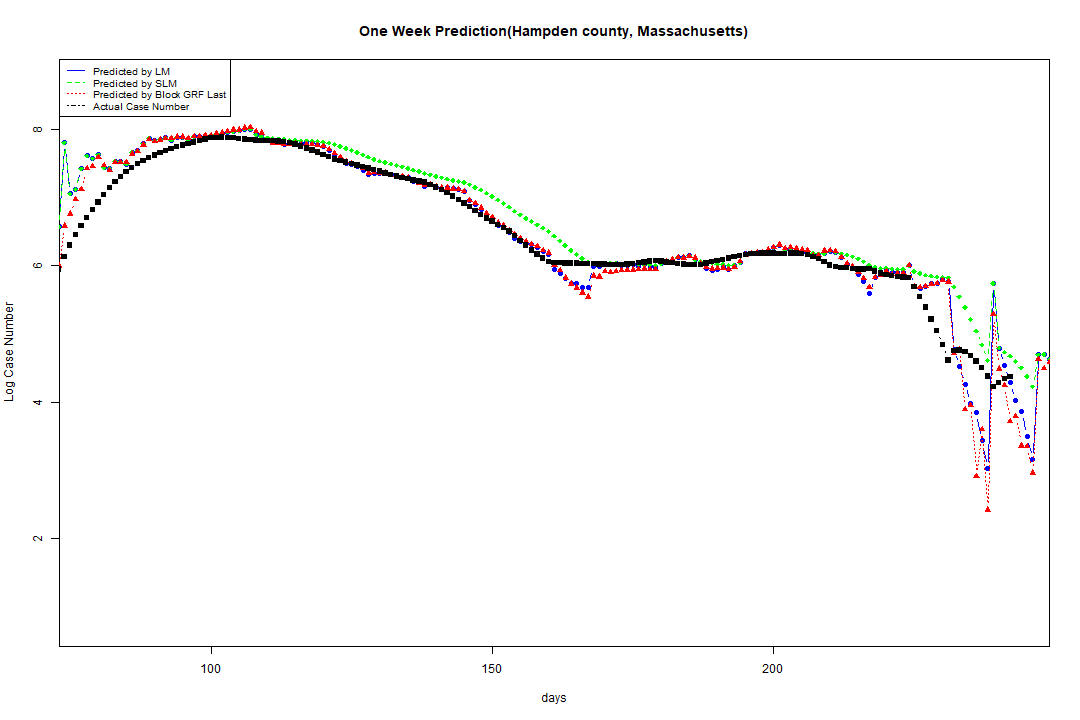 One Week Prediction(Hampden county, Massachusetts)
Predicted by LM
Predicted by SLM
Predicted by Block GRF Last
Actual Case Number
Log Case Number
8
6
4
2
100
150
200
days